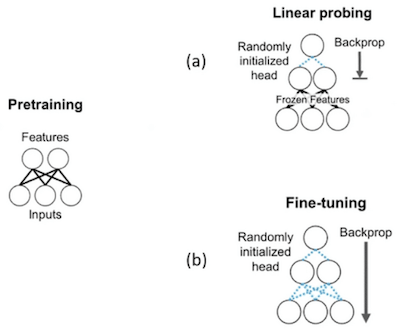 Pretraining
Features
Inputs
(a)
Linear probing
Randomly
initialized
head
Backprop
Frozen Features
(b)
Fine-tuning
Randomly
initialized
head
Backprop